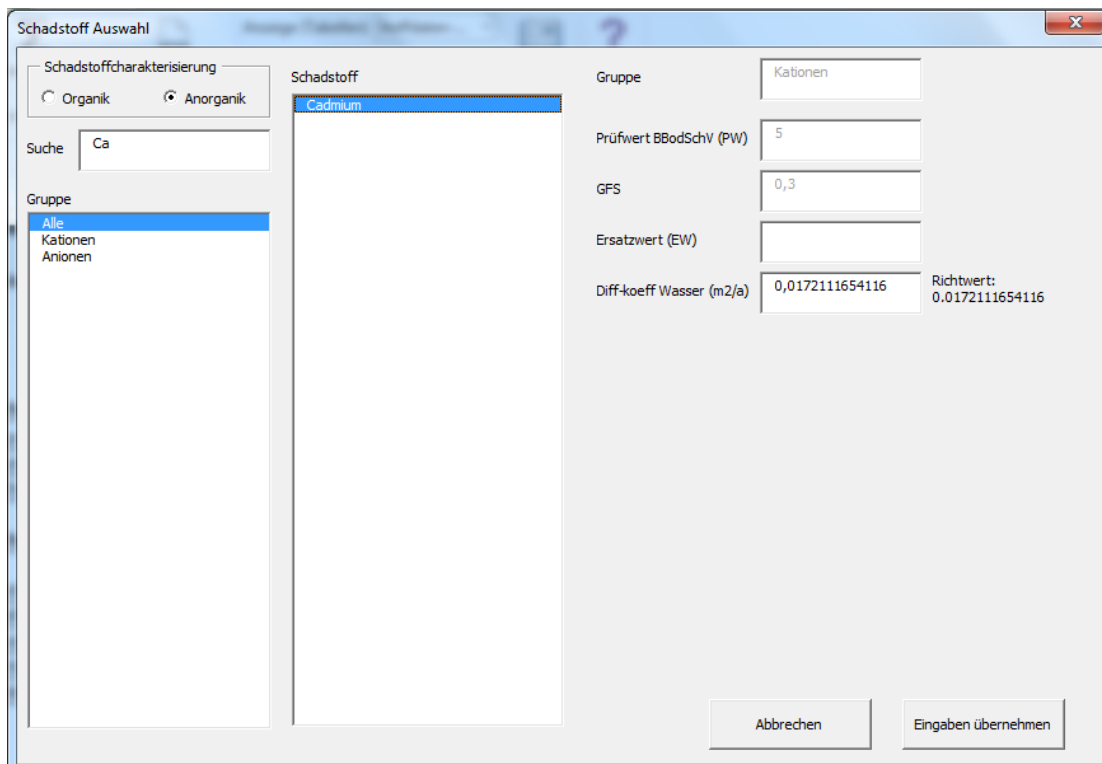 Schadstoff Auswahl
Schadstoffcharakterisierung
Organik
Anorganik
Suche
Ca
Gruppe
Alle
Kationen
Anionen
Schadstoff
Cadmium
Gruppe
Kationen
Prüfwert BBodSchV (PW)
5
GFS
0,3
Ersatzwert (EW)
Diff-koeff Wasser (m2/a)
0,0172111654116
Richtwert:
0.0172111654116
Abbrechen
Eingaben übernehmen